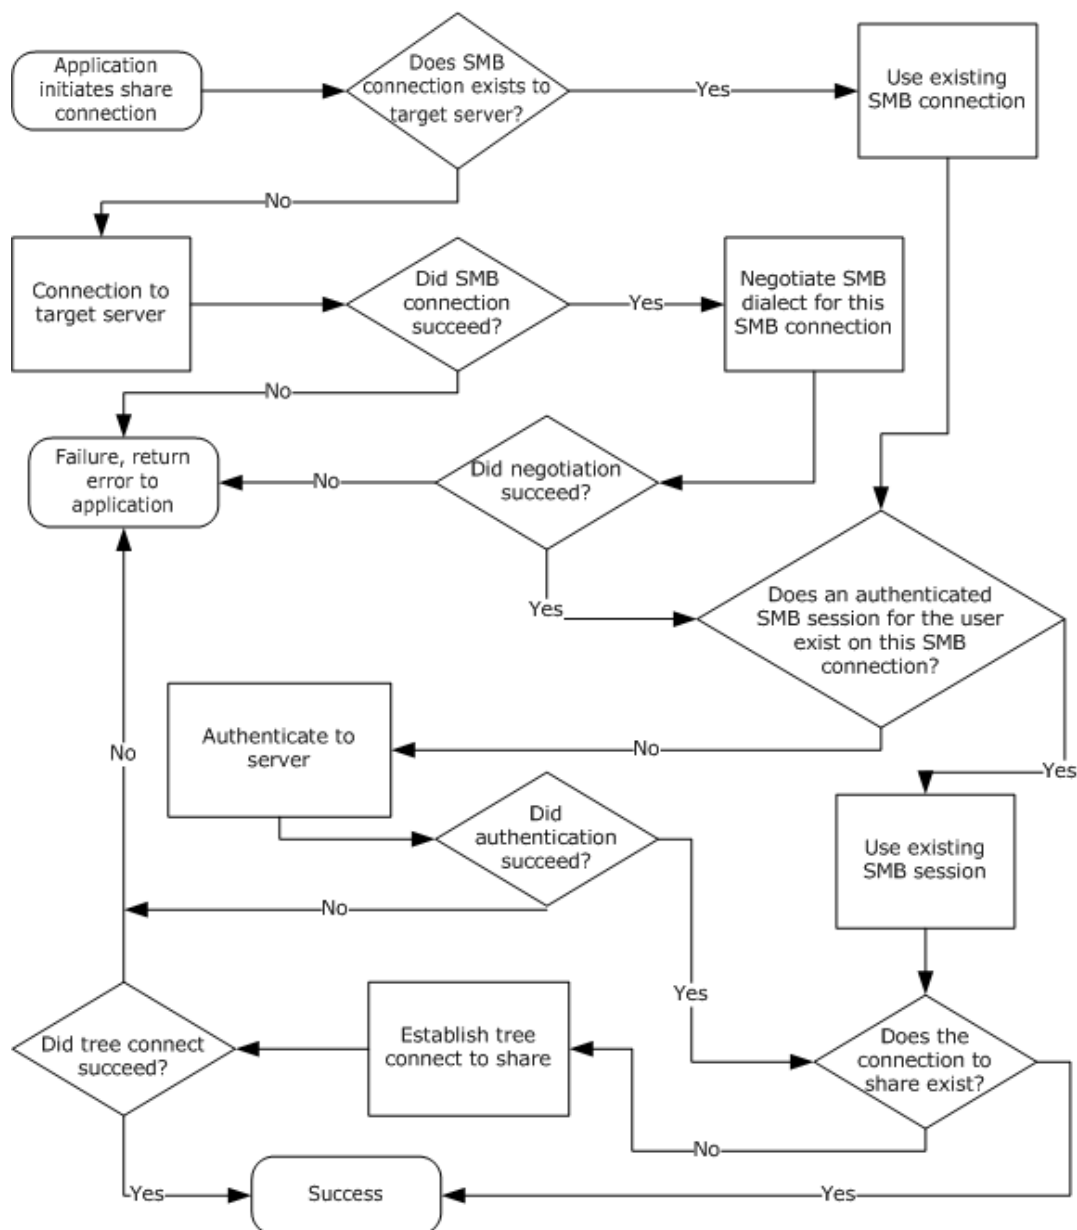 Application
initiates share
connection
Does SMB
connection exists to
target server?
Yes
Use existing
SMB connection
No
Connection to
target server
Did SMB
connection
succeed?
Yes
Negotiate SMB
dialect for this
SMB connection
No
Failure, return
error to
application
No
Did negotiation
succeed?
Yes
Does an authenticated
SMB session for the user
exist on this SMB
connection?
No
Authenticate to
server
No
Yes
Did
authentication
succeed?
Use existing
SMB session
No
Yes
Did tree connect
succeed?
Establish tree
connect to share
Does the
connection to
share exist?
No
Yes
Success
Yes